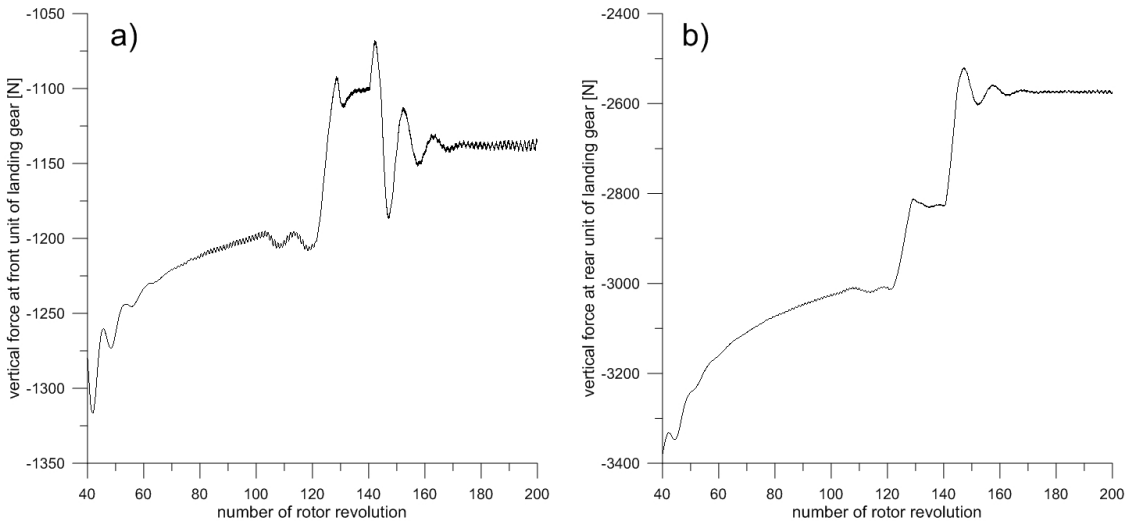 a)
vertical force at front unit of landing gear [N]
-1050
-1100
-1150
-1200
-1250
-1300
-1350
40 60 80 100 120 140 160 180 200
number of rotor revolution
b)
vertical force at rear unit of landing gear [N]
-2400
-2600
-2800
-3000
-3200
-3400
40 60 80 100 120 140 160 180 200
number of rotor revolution